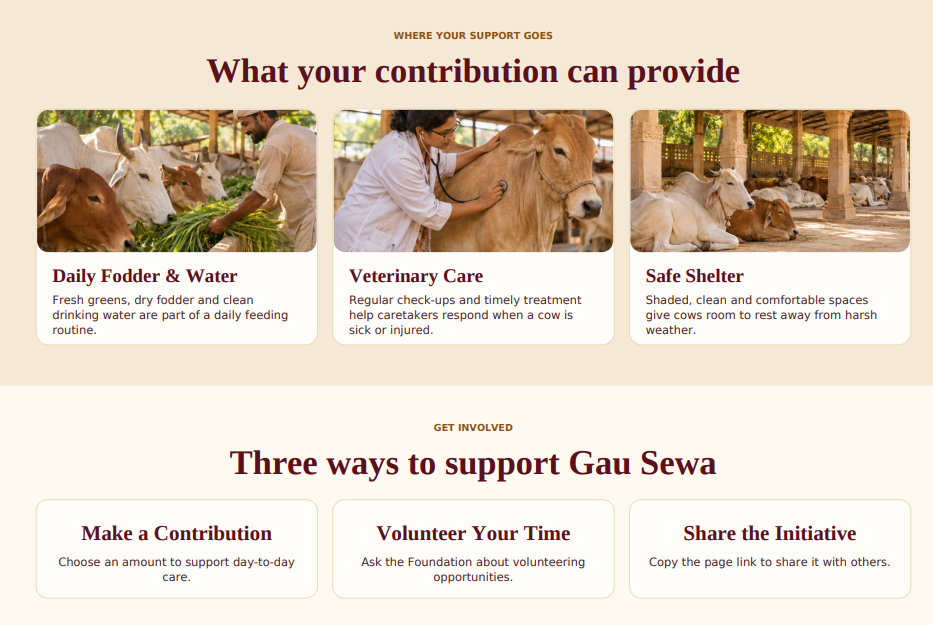 WHERE YOUR SUPPORT GOES
What your contribution can provide
Daily Fodder & Water
Fresh greens, dry fodder and clean
drinking water are part of a daily feeding
routine.
Veterinary Care
Regular check-ups and timely treatment
help caretakers respond when a cow is
sick or injured.
Safe Shelter
Shaded, clean and comfortable spaces
give cows room to rest away from harsh
weather.
GET INVOLVED
Three ways to support Gau Sewa
Make a Contribution
Choose an amount to support day-to-day
care.
Volunteer Your Time
Ask the Foundation about volunteering
opportunities.
Share the Initiative
Copy the page link to share it with others.